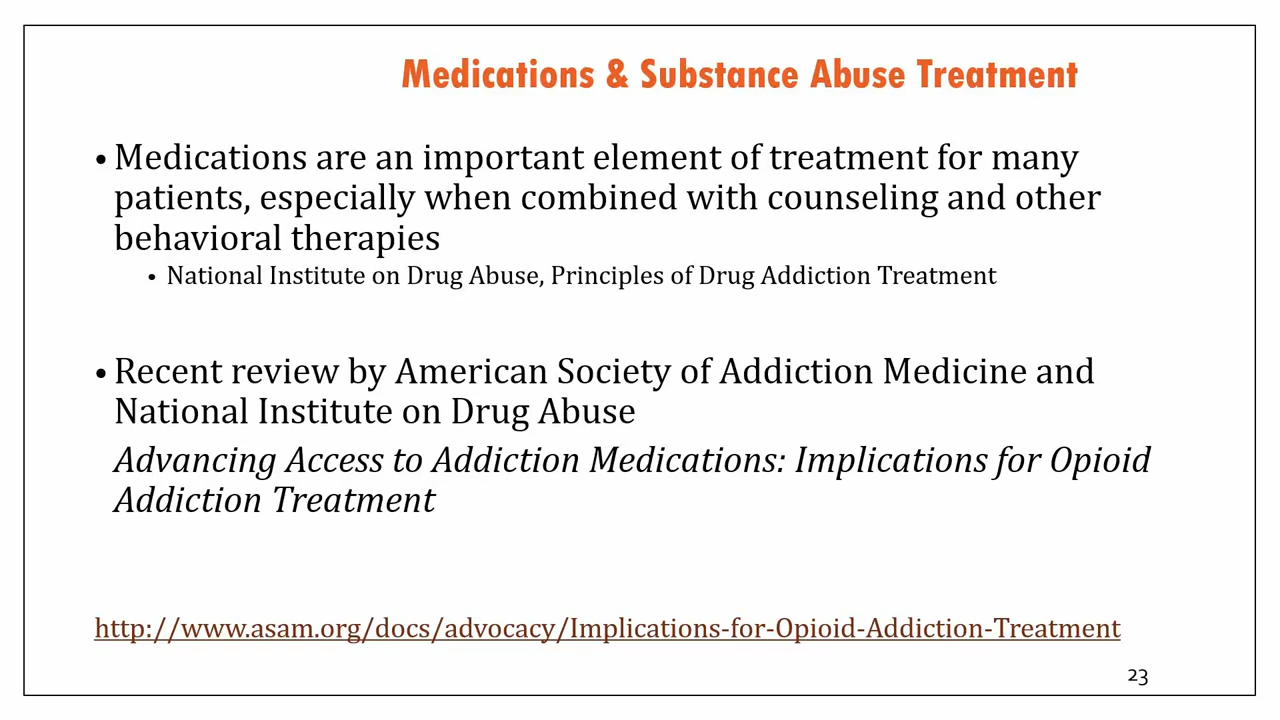 Medications & Substance Abuse Treatment
• Medications are an important element of treatment for many
patients, especially when combined with counseling and other
behavioral therapies
• National Institute on Drug Abuse, Principles of Drug Addiction Treatment
• Recent review by American Society of Addiction Medicine and
National Institute on Drug Abuse
Advancing Access to Addiction Medications: Implications for Opioid
Addiction Treatment
http://www.asam.org/docs/advocacy/Implications-for-Opioid-Addiction-Treatment
23